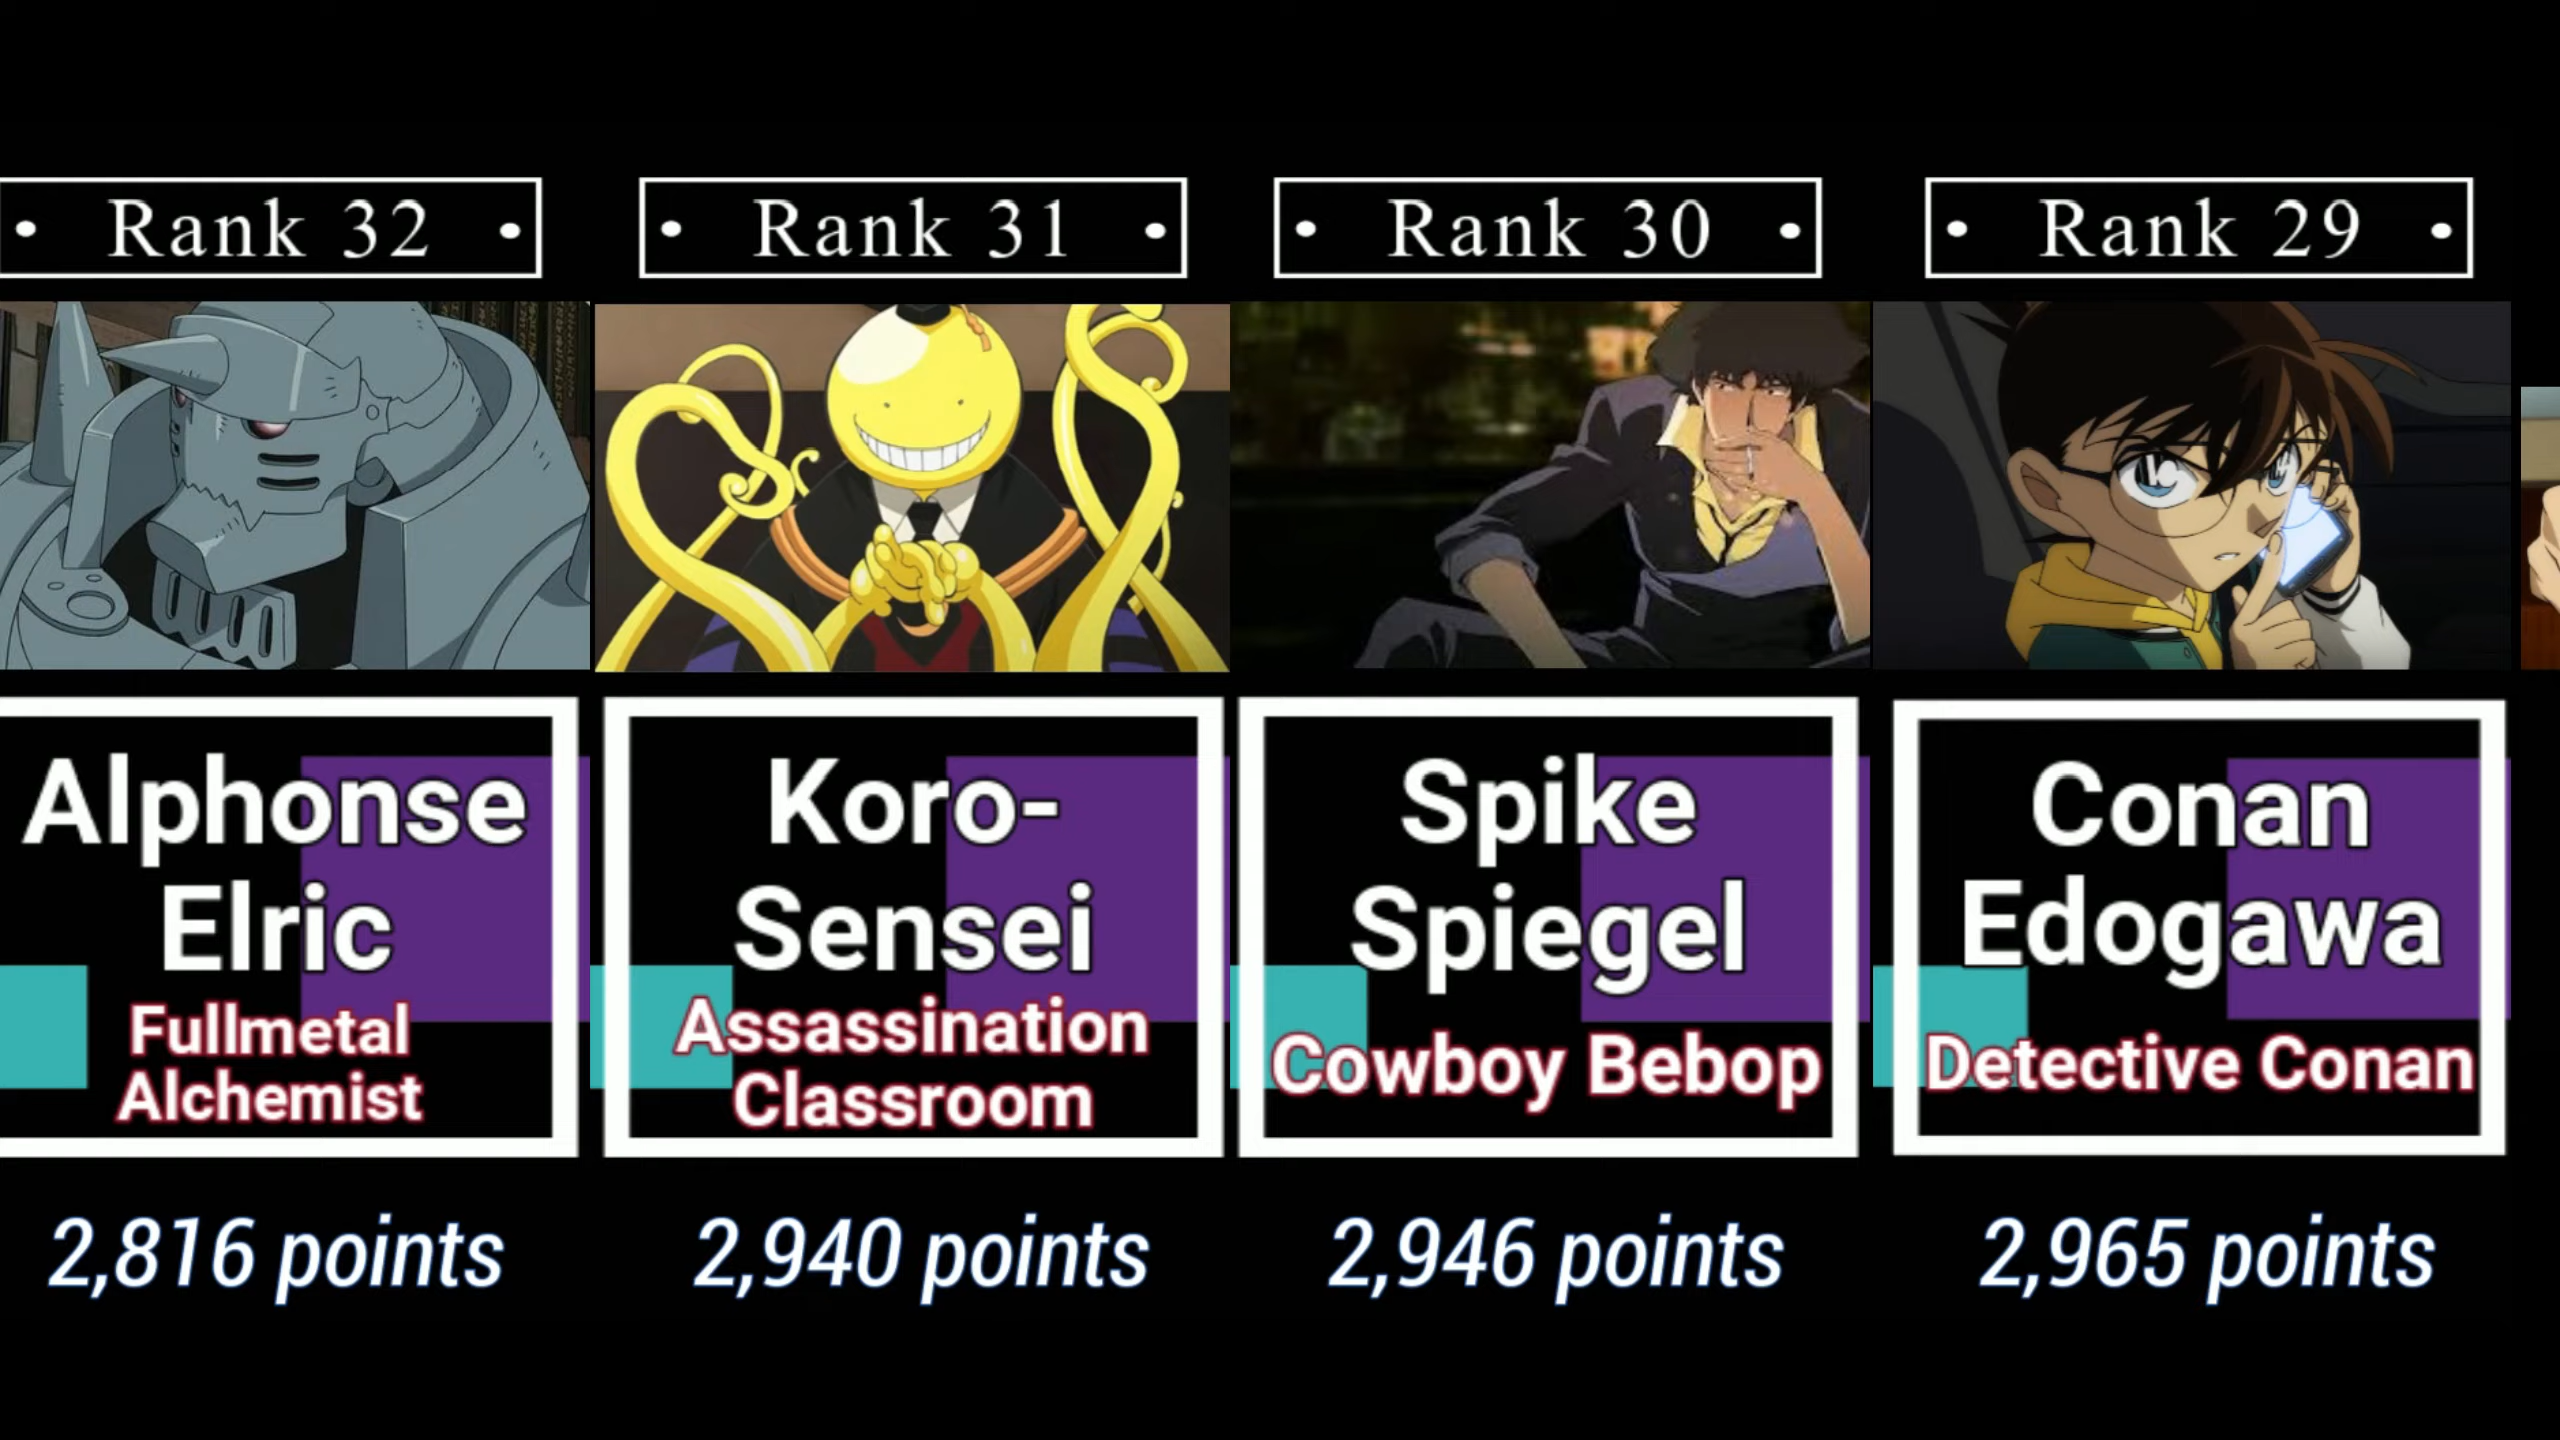 • Rank 32 •
• Rank 31 •
• Rank 30 •
• Rank 29 •
Alphonse
Elric
Fullmetal
Alchemist
2,816 points
Koro-
Sensei
Assassination
Classroom
2,940 points
Spike
Spiegel
Cowboy Bebop
2,946 points
Conan
Edogawa
Detective Conan
2,965 points